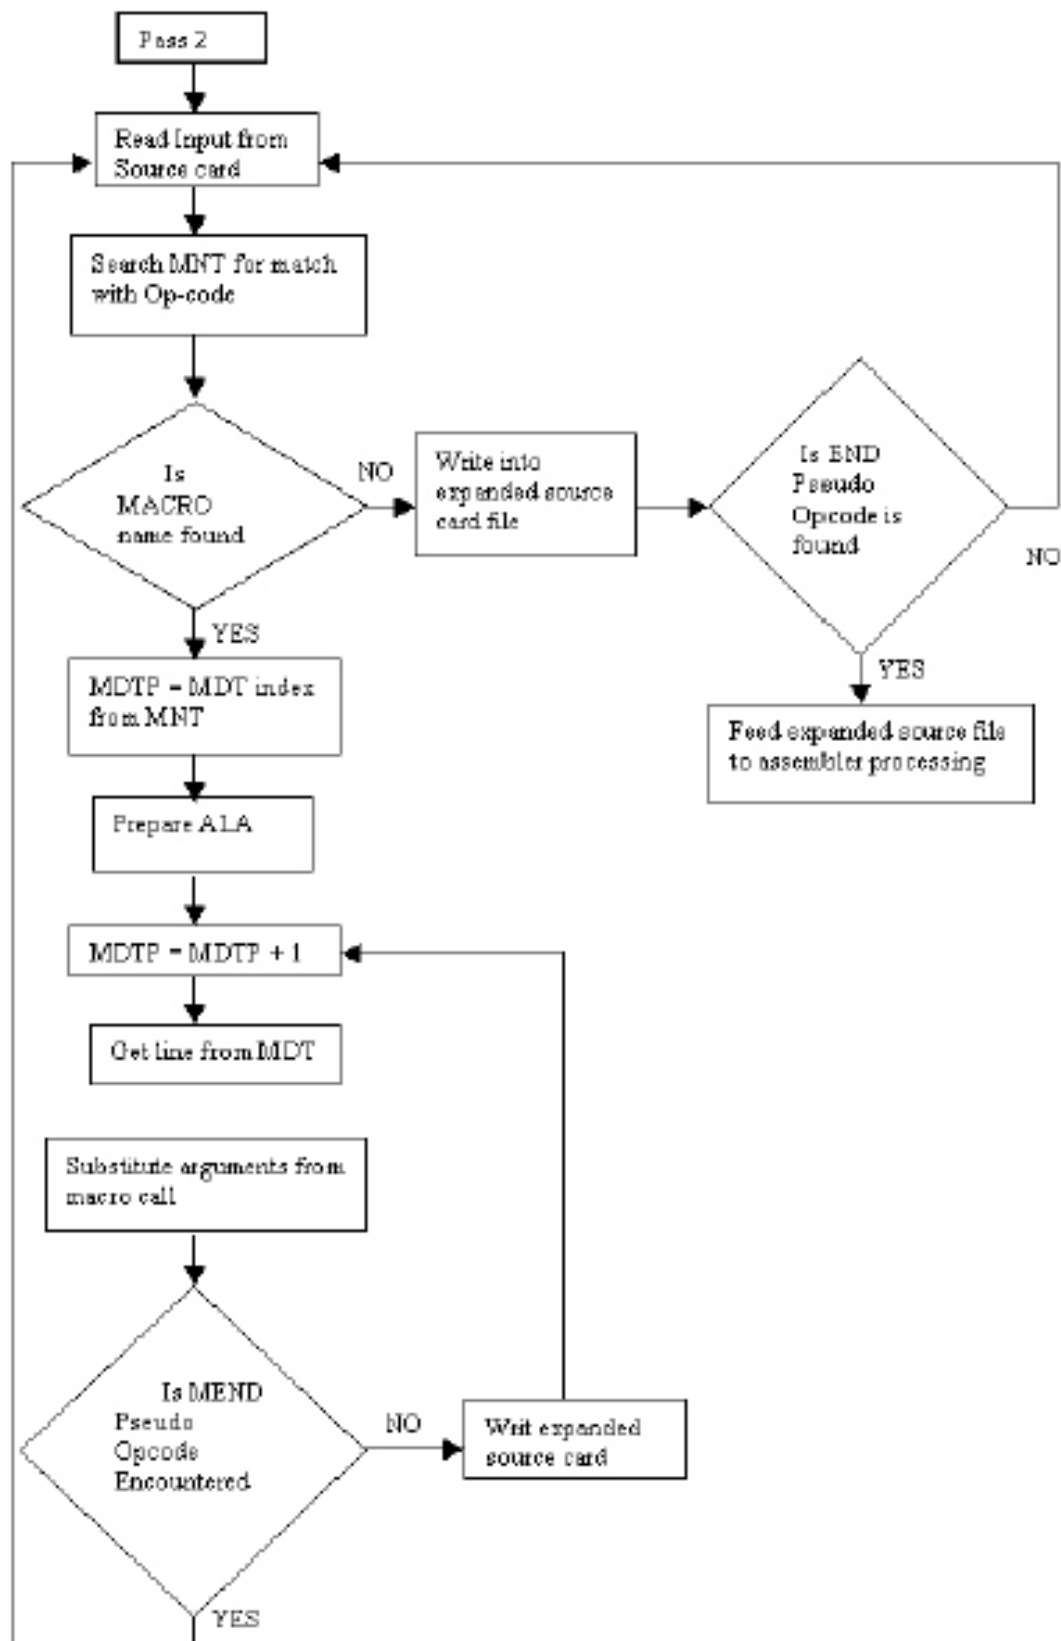 Pass 2
Read Input from
Source card
Search MNT for match
with Op-code
Is
MACRO
name found
NO
Write into
expanded source
card file
Is END
Pseudo
Opcode is
found
NO
YES
MDTP = MDT index
from MNT
YES
Feed expanded source file
to assembler processing
Prepare ALA
MDTP = MDTP + 1
Get line from MDT
Substitute arguments from
macro call
Is MEND
Pseudo
Opcode
Encountered
NO
Writ expanded
source card
YES